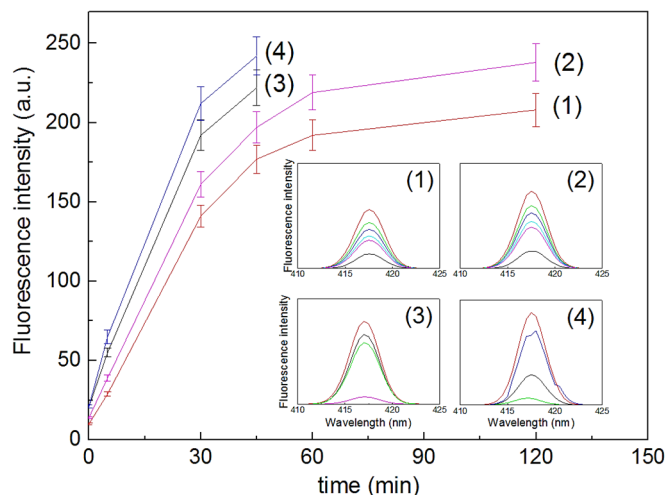 250
200
150
100
50
0
Fluorescence intensity (a.u.)
(4)
(3)
(2)
(1)
(1)
Fluorescence intensity
410 415 420 425
(2)
410 415 420 425
(3)
Fluorescence intensity
410 415 420 425
Wavelength (nm)
(4)
Fluorescence intensity
410 415 420 425
Wavelength (nm)
0 30 60 90 120 150
time (min)